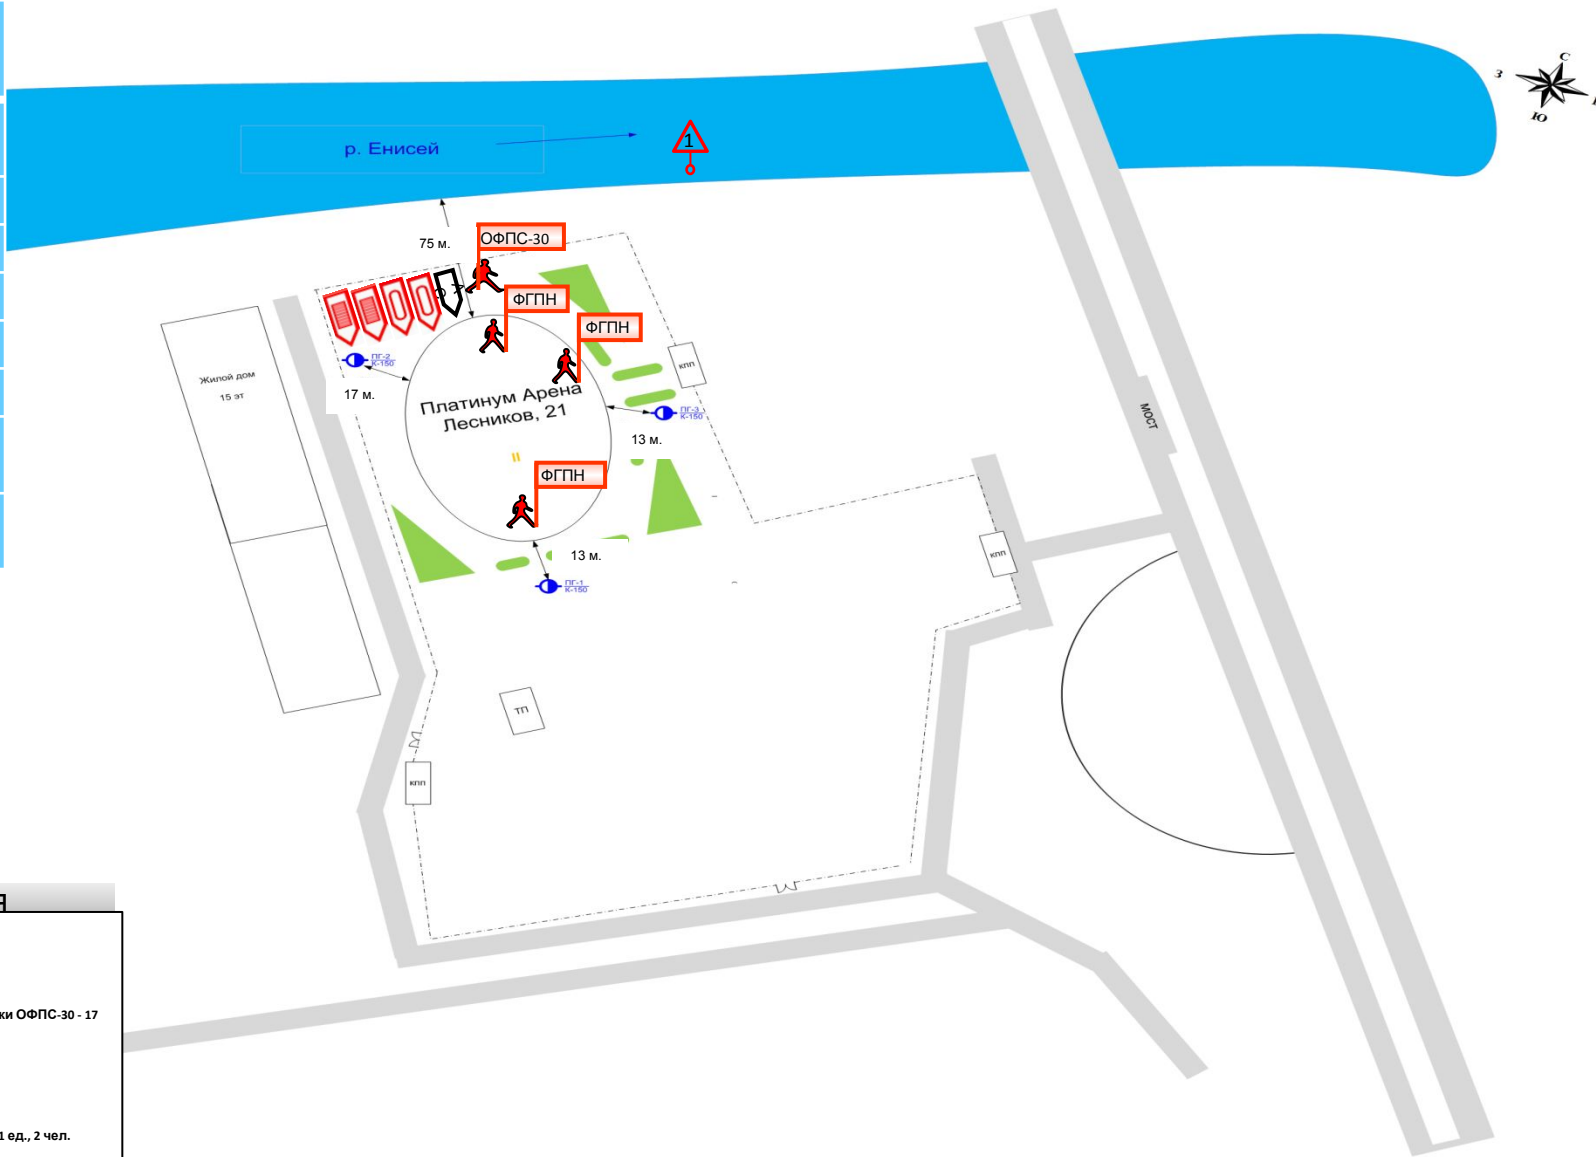 С
З
Ю
1
р. Енисей
75 м.
ОФПС-30
ФГПН
ФГПН
ПГ-2
К-150
17 м.
Жилой дом
15 эт
Платинум Арена
Лесников, 21
II
кпп
ПГ-3
К-150
13 м.
мост
ФГПН
13 м.
ПГ-1
К-150
кпп
ТП
кпп
я
ки ОФПС-30 - 17
1 ед., 2 чел.